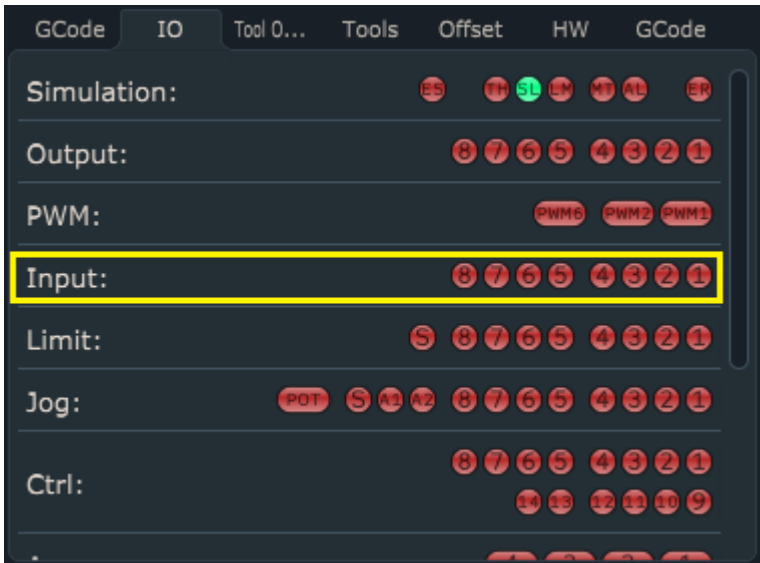 GCode IO Tool O... Tools Offset HW GCode
Simulation: ES TH SL LM MT AL ER
Output: 8 7 6 5 4 3 2 1
PWM: PWM6 PWM2 PWM1
Input: 8 7 6 5 4 3 2 1
Limit: S 8 7 6 5 4 3 2 1
Jog: POT S A1 A2 8 7 6 5 4 3 2 1
Ctrl: 8 7 6 5 4 3 2 1
14 13 12 11 10 9